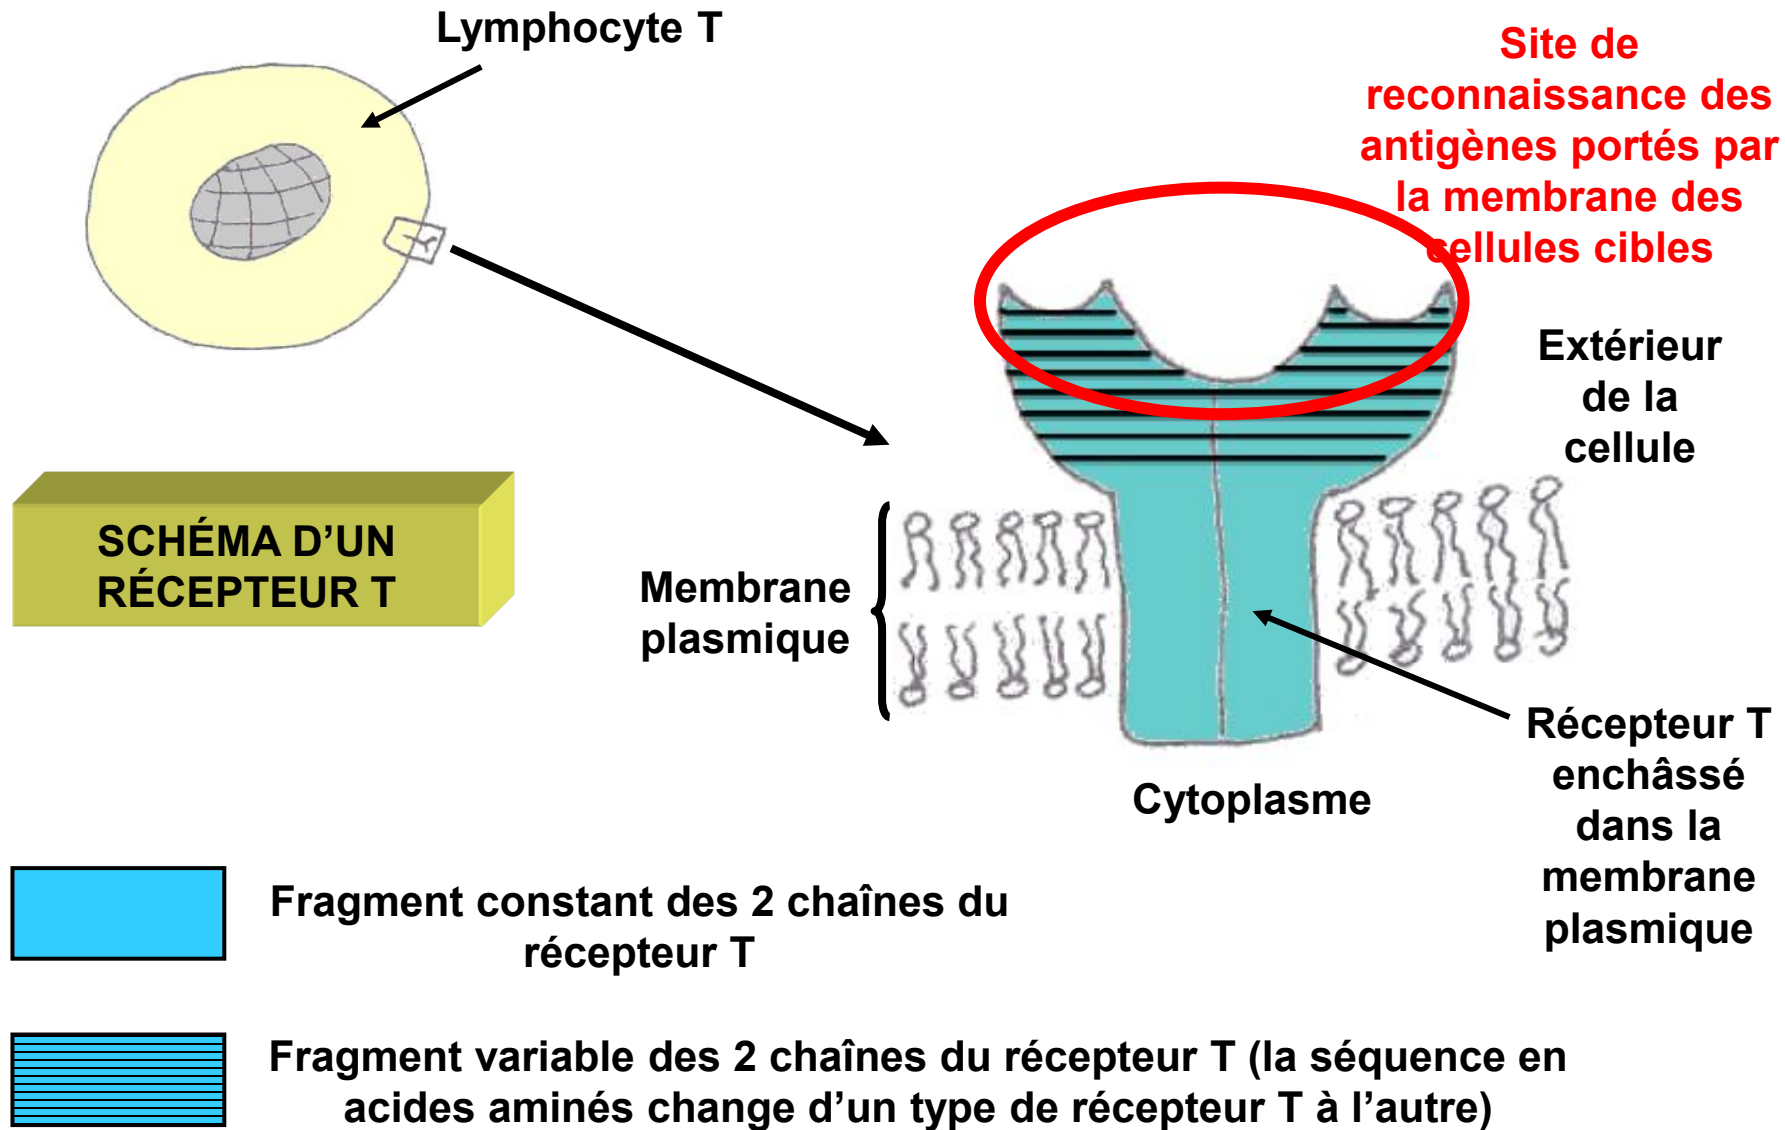 Lymphocyte T
Site de
reconnaissance des
antigènes portés par
la membrane des
cellules cibles
Extérieur
de la
cellule
SCHÉMA D’UN
RÉCEPTEUR T
Membrane
plasmique
Récepteur T
enchâssé
dans la
membrane
plasmique
Cytoplasme
Fragment constant des 2 chaînes du
récepteur T
Fragment variable des 2 chaînes du récepteur T (la séquence en
acides aminés change d’un type de récepteur T à l’autre)